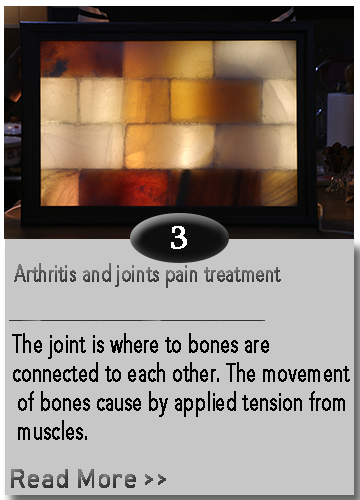 3
Arthritis and joints pain treatment
The joint is where to bones are
connected to each other. The movement
of bones cause by applied tension from
muscles.
Read More >>